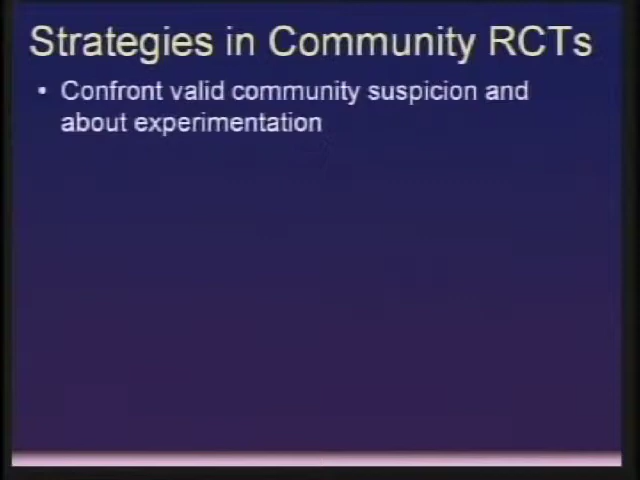 Strategies in Community RCTs
• Confront valid community suspicion and
about experimentation